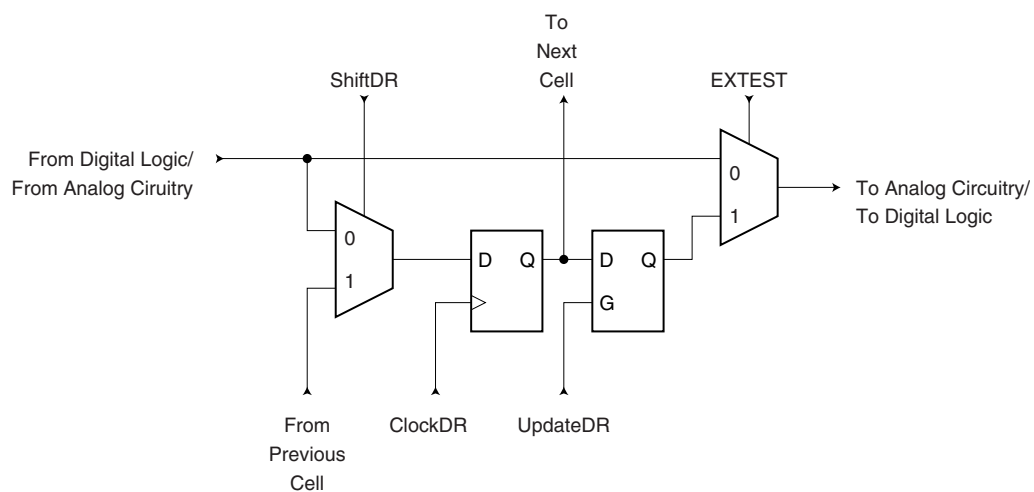 To
Next
Cell
ShiftDR
EXTEST
From Digital Logic/
From Analog Ciruitry
0
1
To Analog Circuitry/
To Digital Logic
0
1
D Q
D Q
G
From
Previous
Cell
ClockDR
UpdateDR